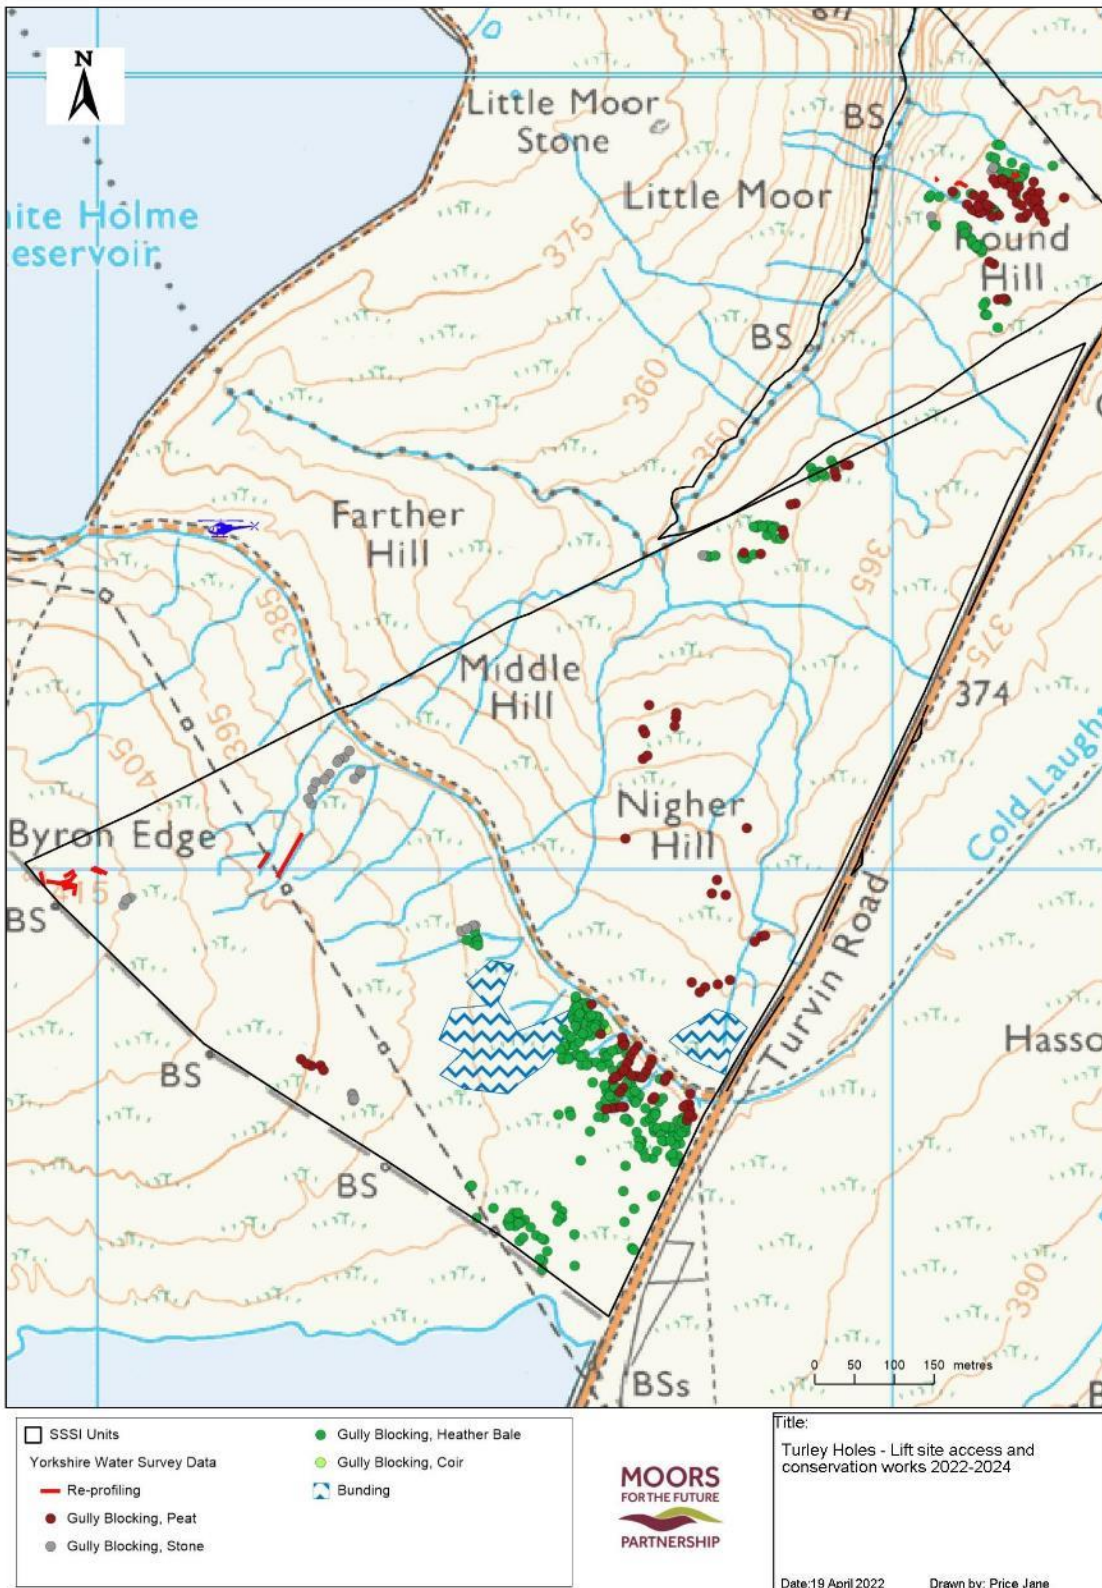 N
Little Moor
Stone
BS
Little Moor
ite Holme
eservoir
375
Round
Hill
BS
360
350
Farther
Hill
365
385
Middle
Hill
375
374
395
405
Nigher
Hill
Cold Laugh
Byron Edge
415
BS
Turvin Road
Hasso
BS
BS
390
0 50 100 150 metres
BSs
SSSI Units
Yorkshire Water Survey Data
Re-profiling
Gully Blocking, Peat
Gully Blocking, Stone
Gully Blocking, Heather Bale
Gully Blocking, Coir
Bunding
MOORS
FOR THE FUTURE
PARTNERSHIP
Title:
Turley Holes - Lift site access and
conservation works 2022-2024
Date:19 April 2022 Drawn by: Price Jane